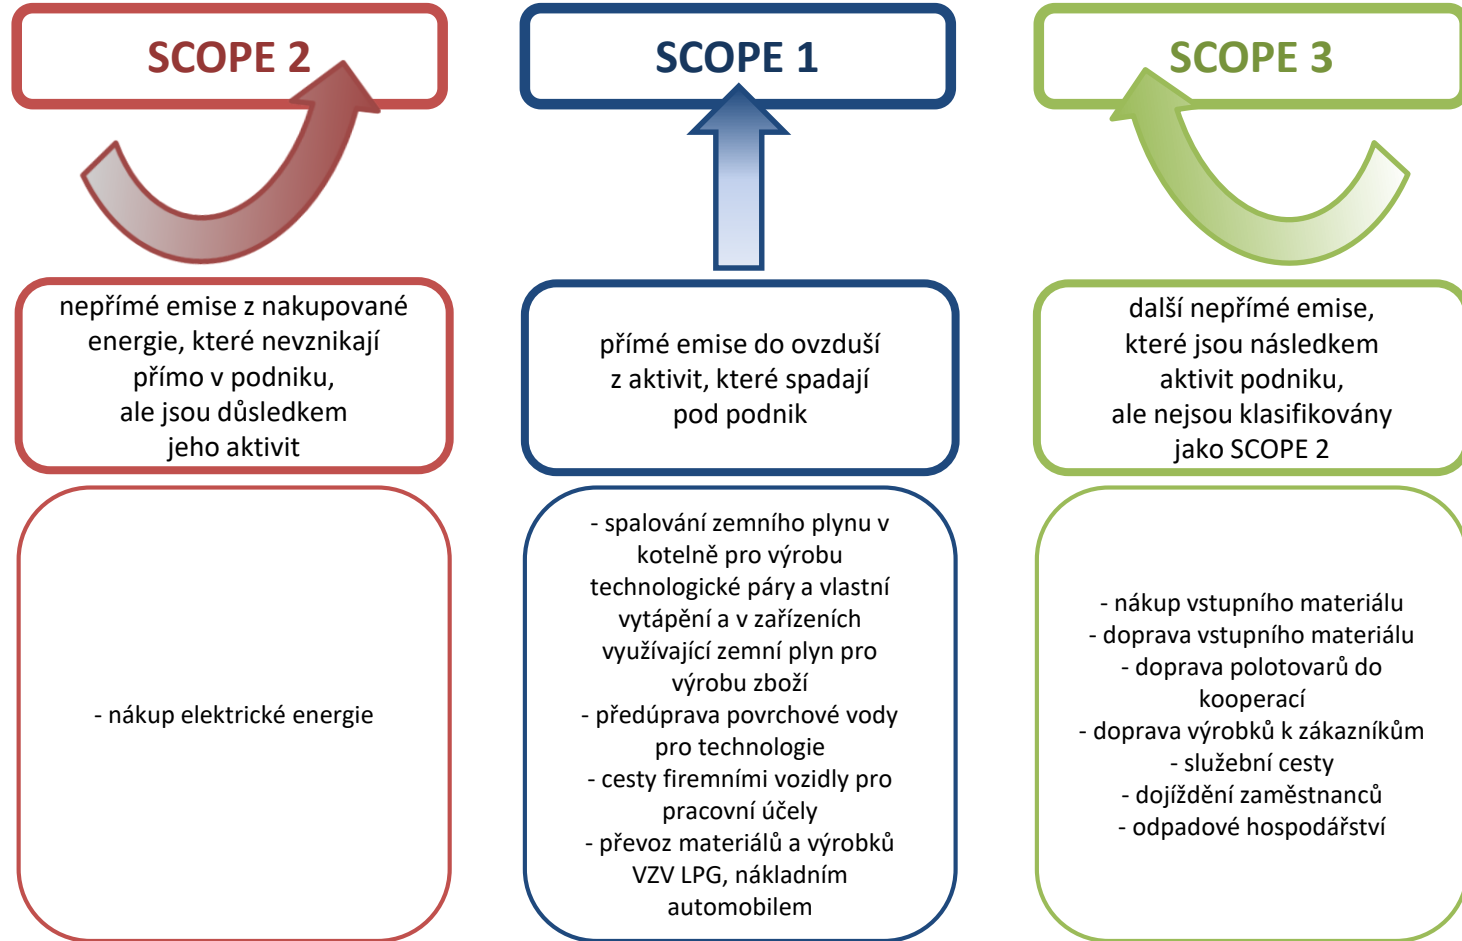 SCOPE 2
nepřímé emise z nakupované
energie, které nevznikají
přímo v podniku,
ale jsou důsledkem
jeho aktivit
- nákup elektrické energie
SCOPE 1
přímé emise do ovzduší
z aktivit, které spadají
pod podnik
- spalování zemního plynu v
kotelně pro výrobu
technologické páry a vlastní
vytápění a v zařízeních
využívající zemní plyn pro
výrobu zboží
- předúprava povrchové vody
pro technologie
- cesty firemními vozidly pro
pracovní účely
- převoz materiálů a výrobků
VZV LPG, nákladním
automobilem
SCOPE 3
další nepřímé emise,
které jsou následkem
aktivit podniku,
ale nejsou klasifikovány
jako SCOPE 2
- nákup vstupního materiálu
- doprava vstupního materiálu
- doprava polotovarů do
kooperací
- doprava výrobků k zákazníkům
- služební cesty
- dojíždění zaměstnanců
- odpadové hospodářství